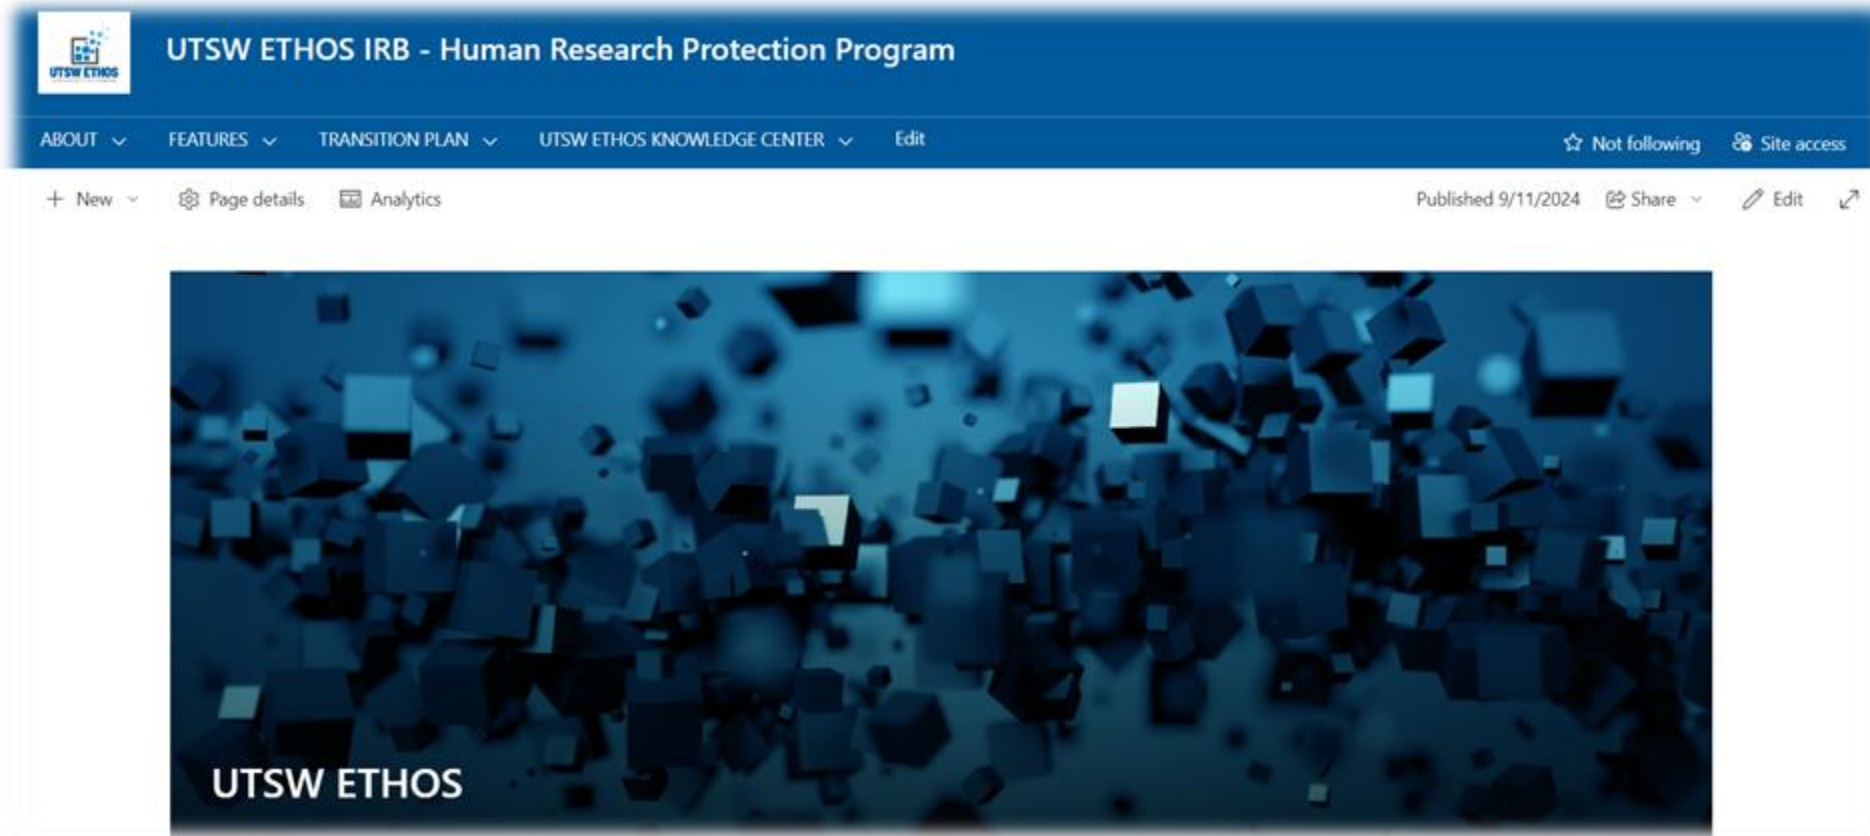 UTSW ETHOS
UTSW ETHOS IRB - Human Research Protection Program
ABOUT FEATURES TRANSITION PLAN UTSW ETHOS KNOWLEDGE CENTER Edit Not following Site access
+ New Page details Analytics Published 9/11/2024 Share Edit
UTSW ETHOS